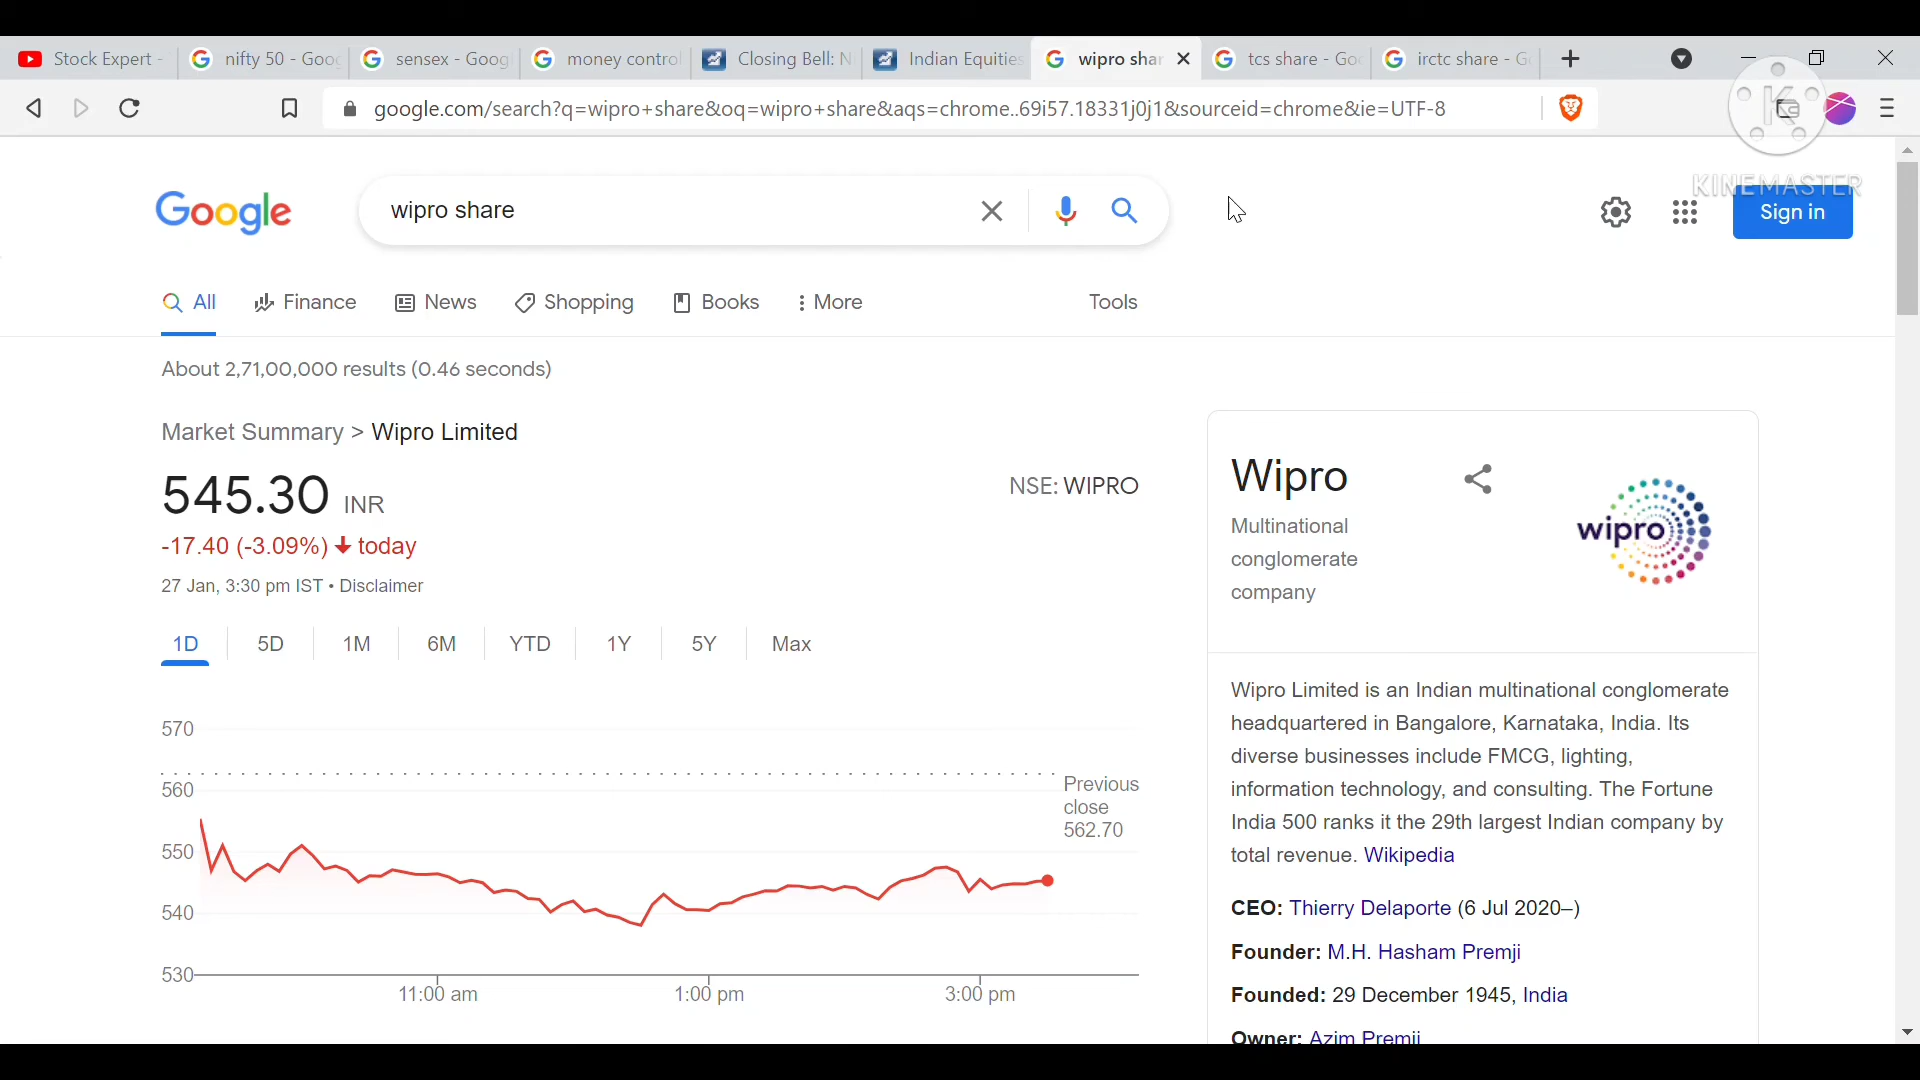 Stock Expert -
nifty 50 - Goo
sensex - Goog
money control
Closing Bell: N
Indian Equities
wipro shar
tcs share - Go
irctc share - G
google.com/search?q=wipro+share&oq=wipro+share&aqs=chrome..69i57.18331j0j1&sourceid=chrome&ie=UTF-8
K
KINEMASTER
Google
wipro share
Sign in
All
Finance
News
Shopping
Books
More
Tools
About 2,71,00,000 results (0.46 seconds)
Market Summary > Wipro Limited
545.30 INR
NSE: WIPRO
-17.40 (-3.09%) today
27 Jan, 3:30 pm IST • Disclaimer
1D
5D
1M
6M
YTD
1Y
5Y
Max
570
560
550
540
530
Previous
close
562.70
11:00 am
1:00 pm
3:00 pm
Wipro
Multinational
conglomerate
company
wipro
Wipro Limited is an Indian multinational conglomerate
headquartered in Bangalore, Karnataka, India. Its
diverse businesses include FMCG, lighting,
information technology, and consulting. The Fortune
India 500 ranks it the 29th largest Indian company by
total revenue. Wikipedia
CEO: Thierry Delaporte (6 Jul 2020–)
Founder: M.H. Hasham Premji
Founded: 29 December 1945, India
Owner: Azim Premji